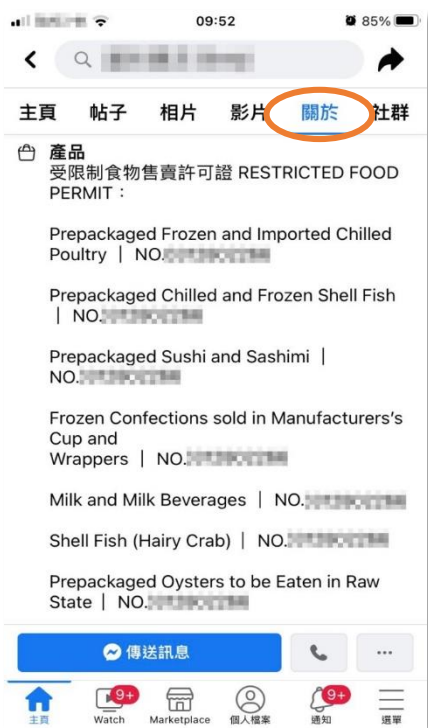 09:52
85%
主頁 帖子 相片 影片 關於 社群
產品
受限制食物售賣許可證 RESTRICTED FOOD
PERMIT：
Prepackaged Frozen and Imported Chilled
Poultry | NO.
Prepackaged Chilled and Frozen Shell Fish
| NO.
Prepackaged Sushi and Sashimi |
NO.
Frozen Confections sold in Manufacturers's
Cup and
Wrappers | NO.
Milk and Milk Beverages | NO.
Shell Fish (Hairy Crab) | NO.
Prepackaged Oysters to be Eaten in Raw
State | NO.
傳送訊息
9+ 9+
主頁 Watch Marketplace 個人檔案 通知 選單